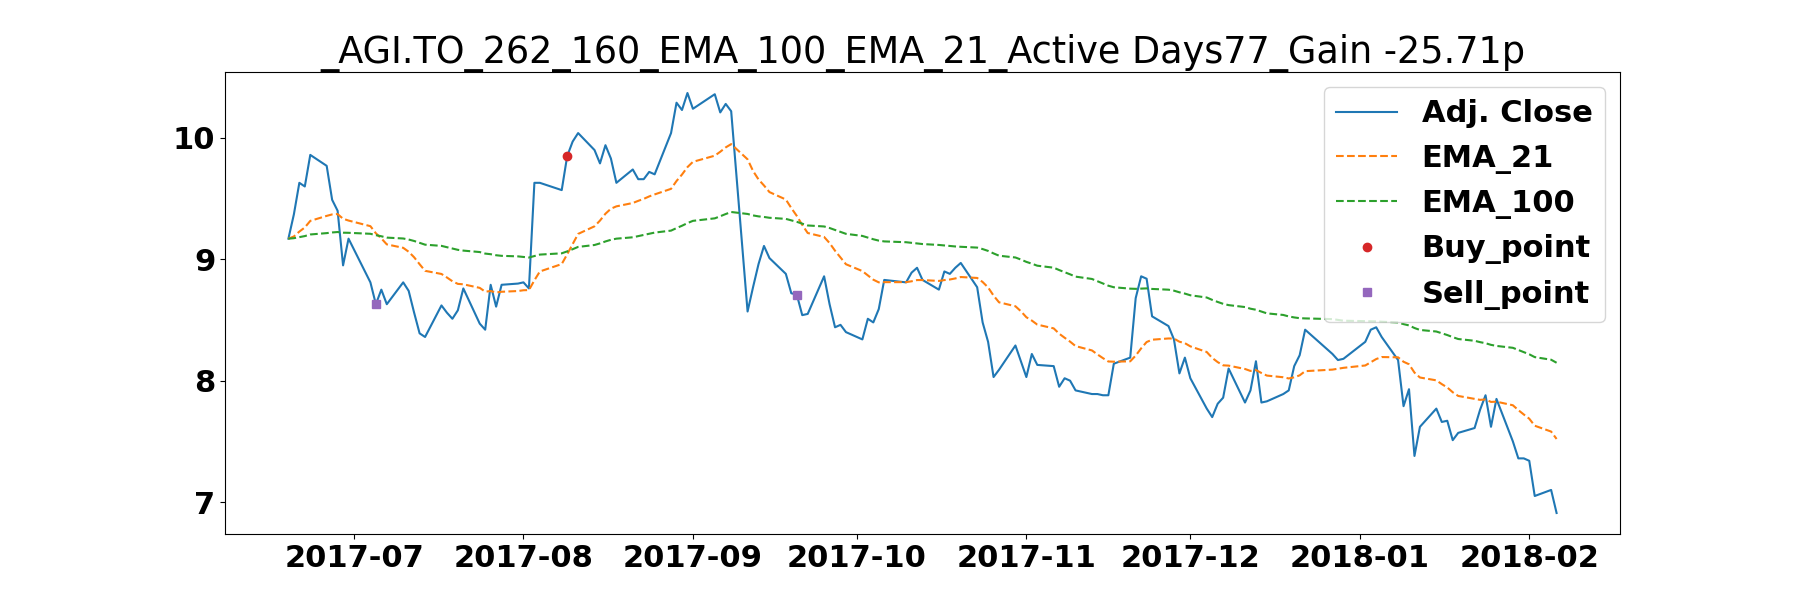 _AGI.TO_262_160_EMA_100_EMA_21_Active Days77_Gain -25.71p
Adj. Close
EMA_21
EMA_100
Buy_point
Sell_point
10
9
8
7
2017-07 2017-08 2017-09 2017-10 2017-11 2017-12 2018-01 2018-02